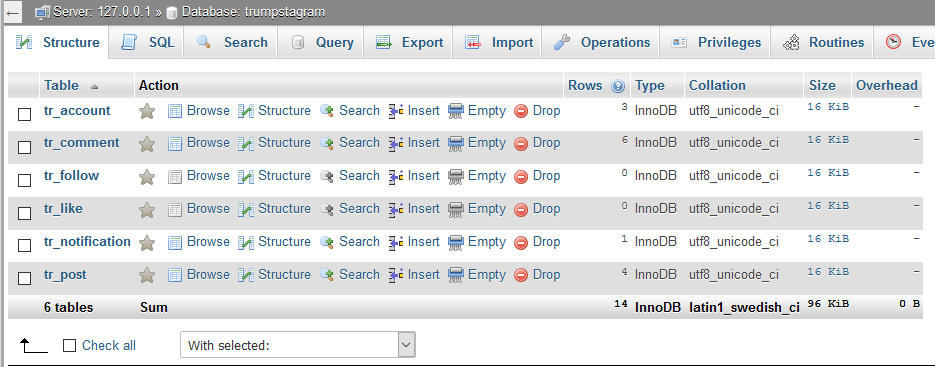 Server: 127.0.0.1 » Database: trumpstagram
Structure SQL Search Query Export Import Operations Privileges Routines Eve
Table Action Rows Type Collation Size Overhead
tr_account Browse Structure Search Insert Empty Drop 3 InnoDB utf8_unicode_ci 16 KiB -
tr_comment Browse Structure Search Insert Empty Drop 6 InnoDB utf8_unicode_ci 16 KiB -
tr_follow Browse Structure Search Insert Empty Drop 0 InnoDB utf8_unicode_ci 16 KiB -
tr_like Browse Structure Search Insert Empty Drop 0 InnoDB utf8_unicode_ci 16 KiB -
tr_notification Browse Structure Search Insert Empty Drop 1 InnoDB utf8_unicode_ci 16 KiB -
tr_post Browse Structure Search Insert Empty Drop 4 InnoDB utf8_unicode_ci 16 KiB -
6 tables Sum 14 InnoDB latin1_swedish_ci 96 KiB 0 B
Check all With selected: